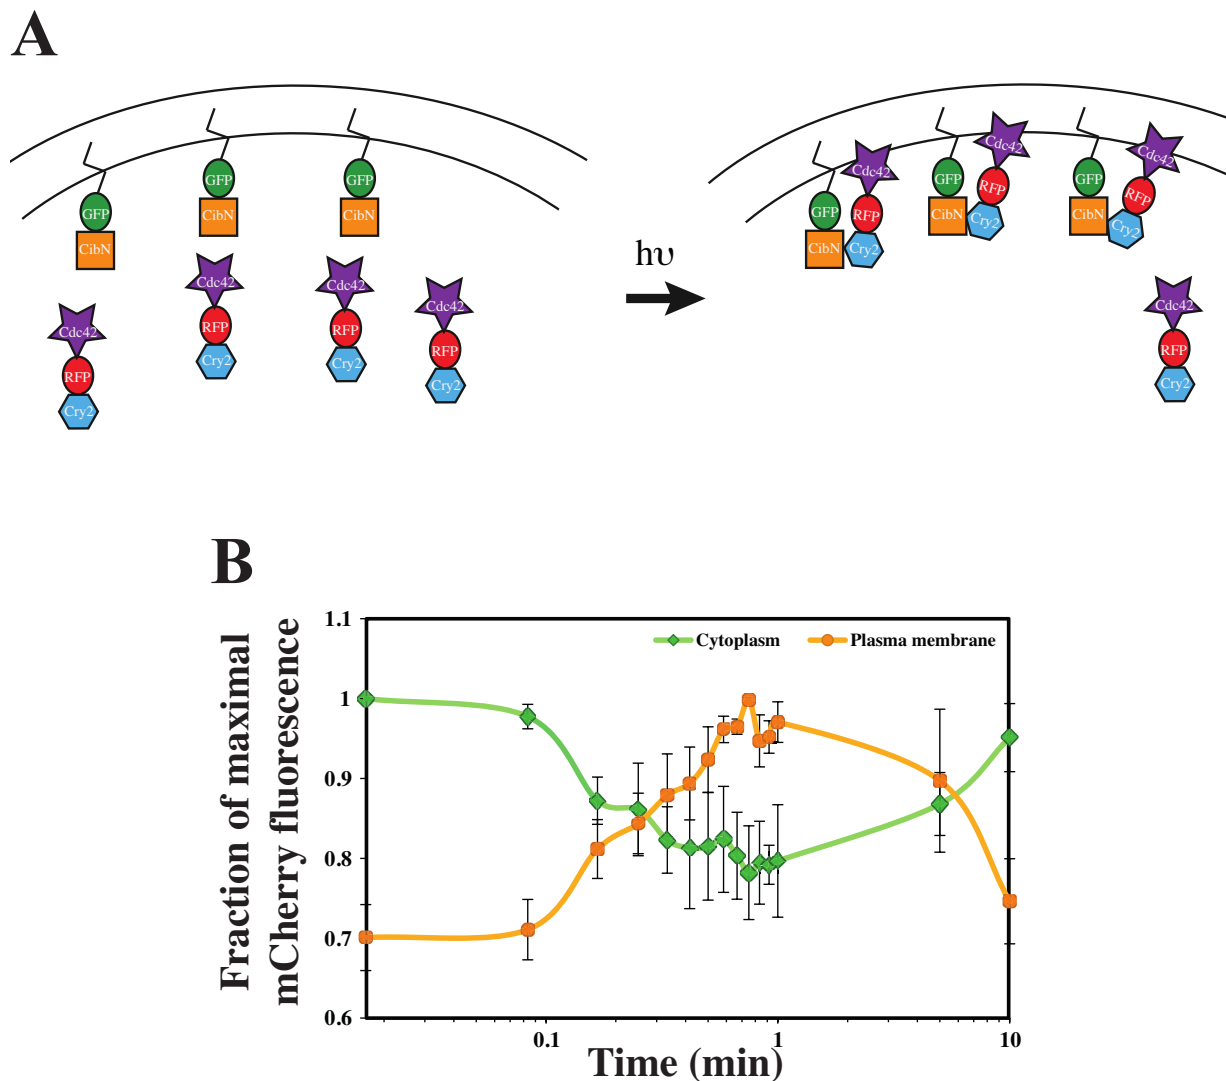 A
GFP
CibN
GFP
CibN
GFP
CibN
Cdc42
RFP
Cry2
Cdc42
RFP
Cry2
Cdc42
RFP
Cry2
Cdc42
RFP
Cry2
hυ
GFP
CibN
Cdc42
RFP
Cry2
GFP
CibN
Cdc42
RFP
Cry2
GFP
CibN
Cdc42
RFP
Cry2
Cdc42
RFP
Cry2
B
Fraction of maximal
mCherry fluorescence
1.1
1
0.9
0.8
0.7
0.6
Cytoplasm
Plasma membrane
0.1
1
10
Time (min)